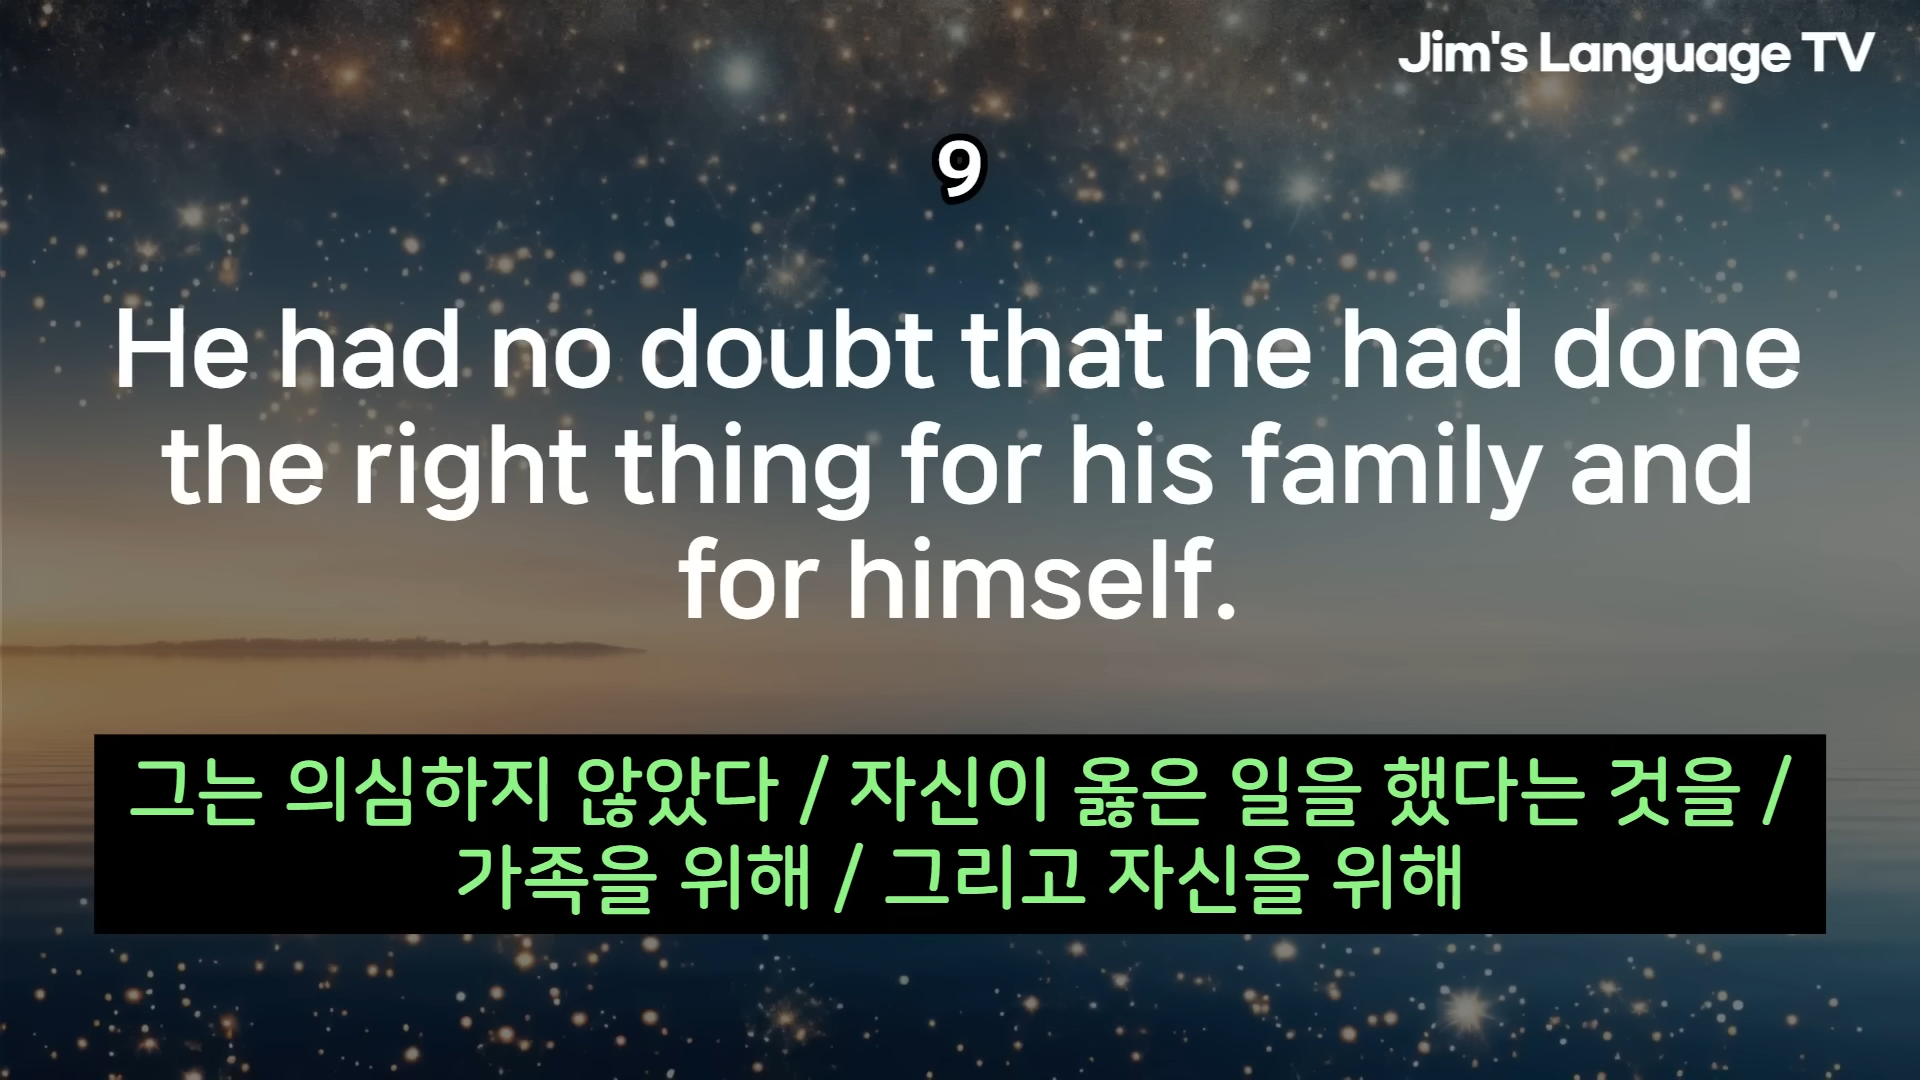 Jim's Language TV
9
He had no doubt that he had done
the right thing for his family and
for himself.
그는 의심하지 않았다 / 자신이 옳은 일을 했다는 것을 /
가족을 위해 / 그리고 자신을 위해